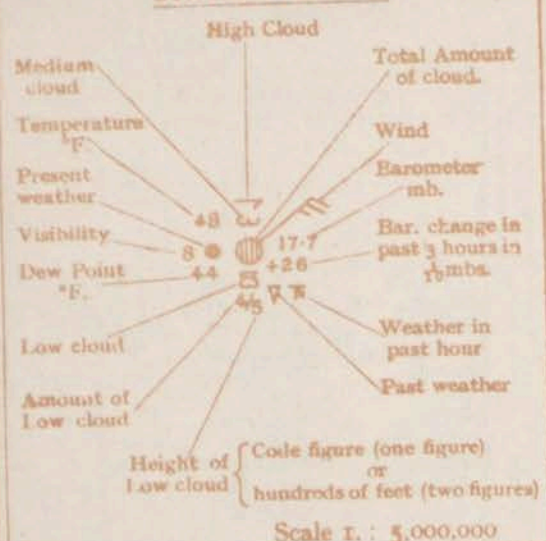 High Cloud
Medium cloud
Total Amount of cloud.
Temperature °F
Wind
Present weather
Barometer mb.
48
Visibility
8
17.7
Bar. change in past 3 hours in 1/10 mbs.
+26
Dew Point °F.
44
4/5
Low cloud
Weather in past hour
Amount of Low cloud
Past weather
Height of Low cloud
Code figure (one figure)
or
hundreds of feet (two figures)
Scale 1. : 5,000,000